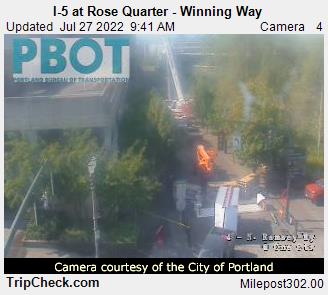 I-5 at Rose Quarter - Winning Way
Updated Jul 27 2022 9:41 AM Camera 4
PBOT
PORTLAND BUREAU OF TRANSPORTATION
Camera courtesy of the City of Portland
TripCheck.com Milepost302.00